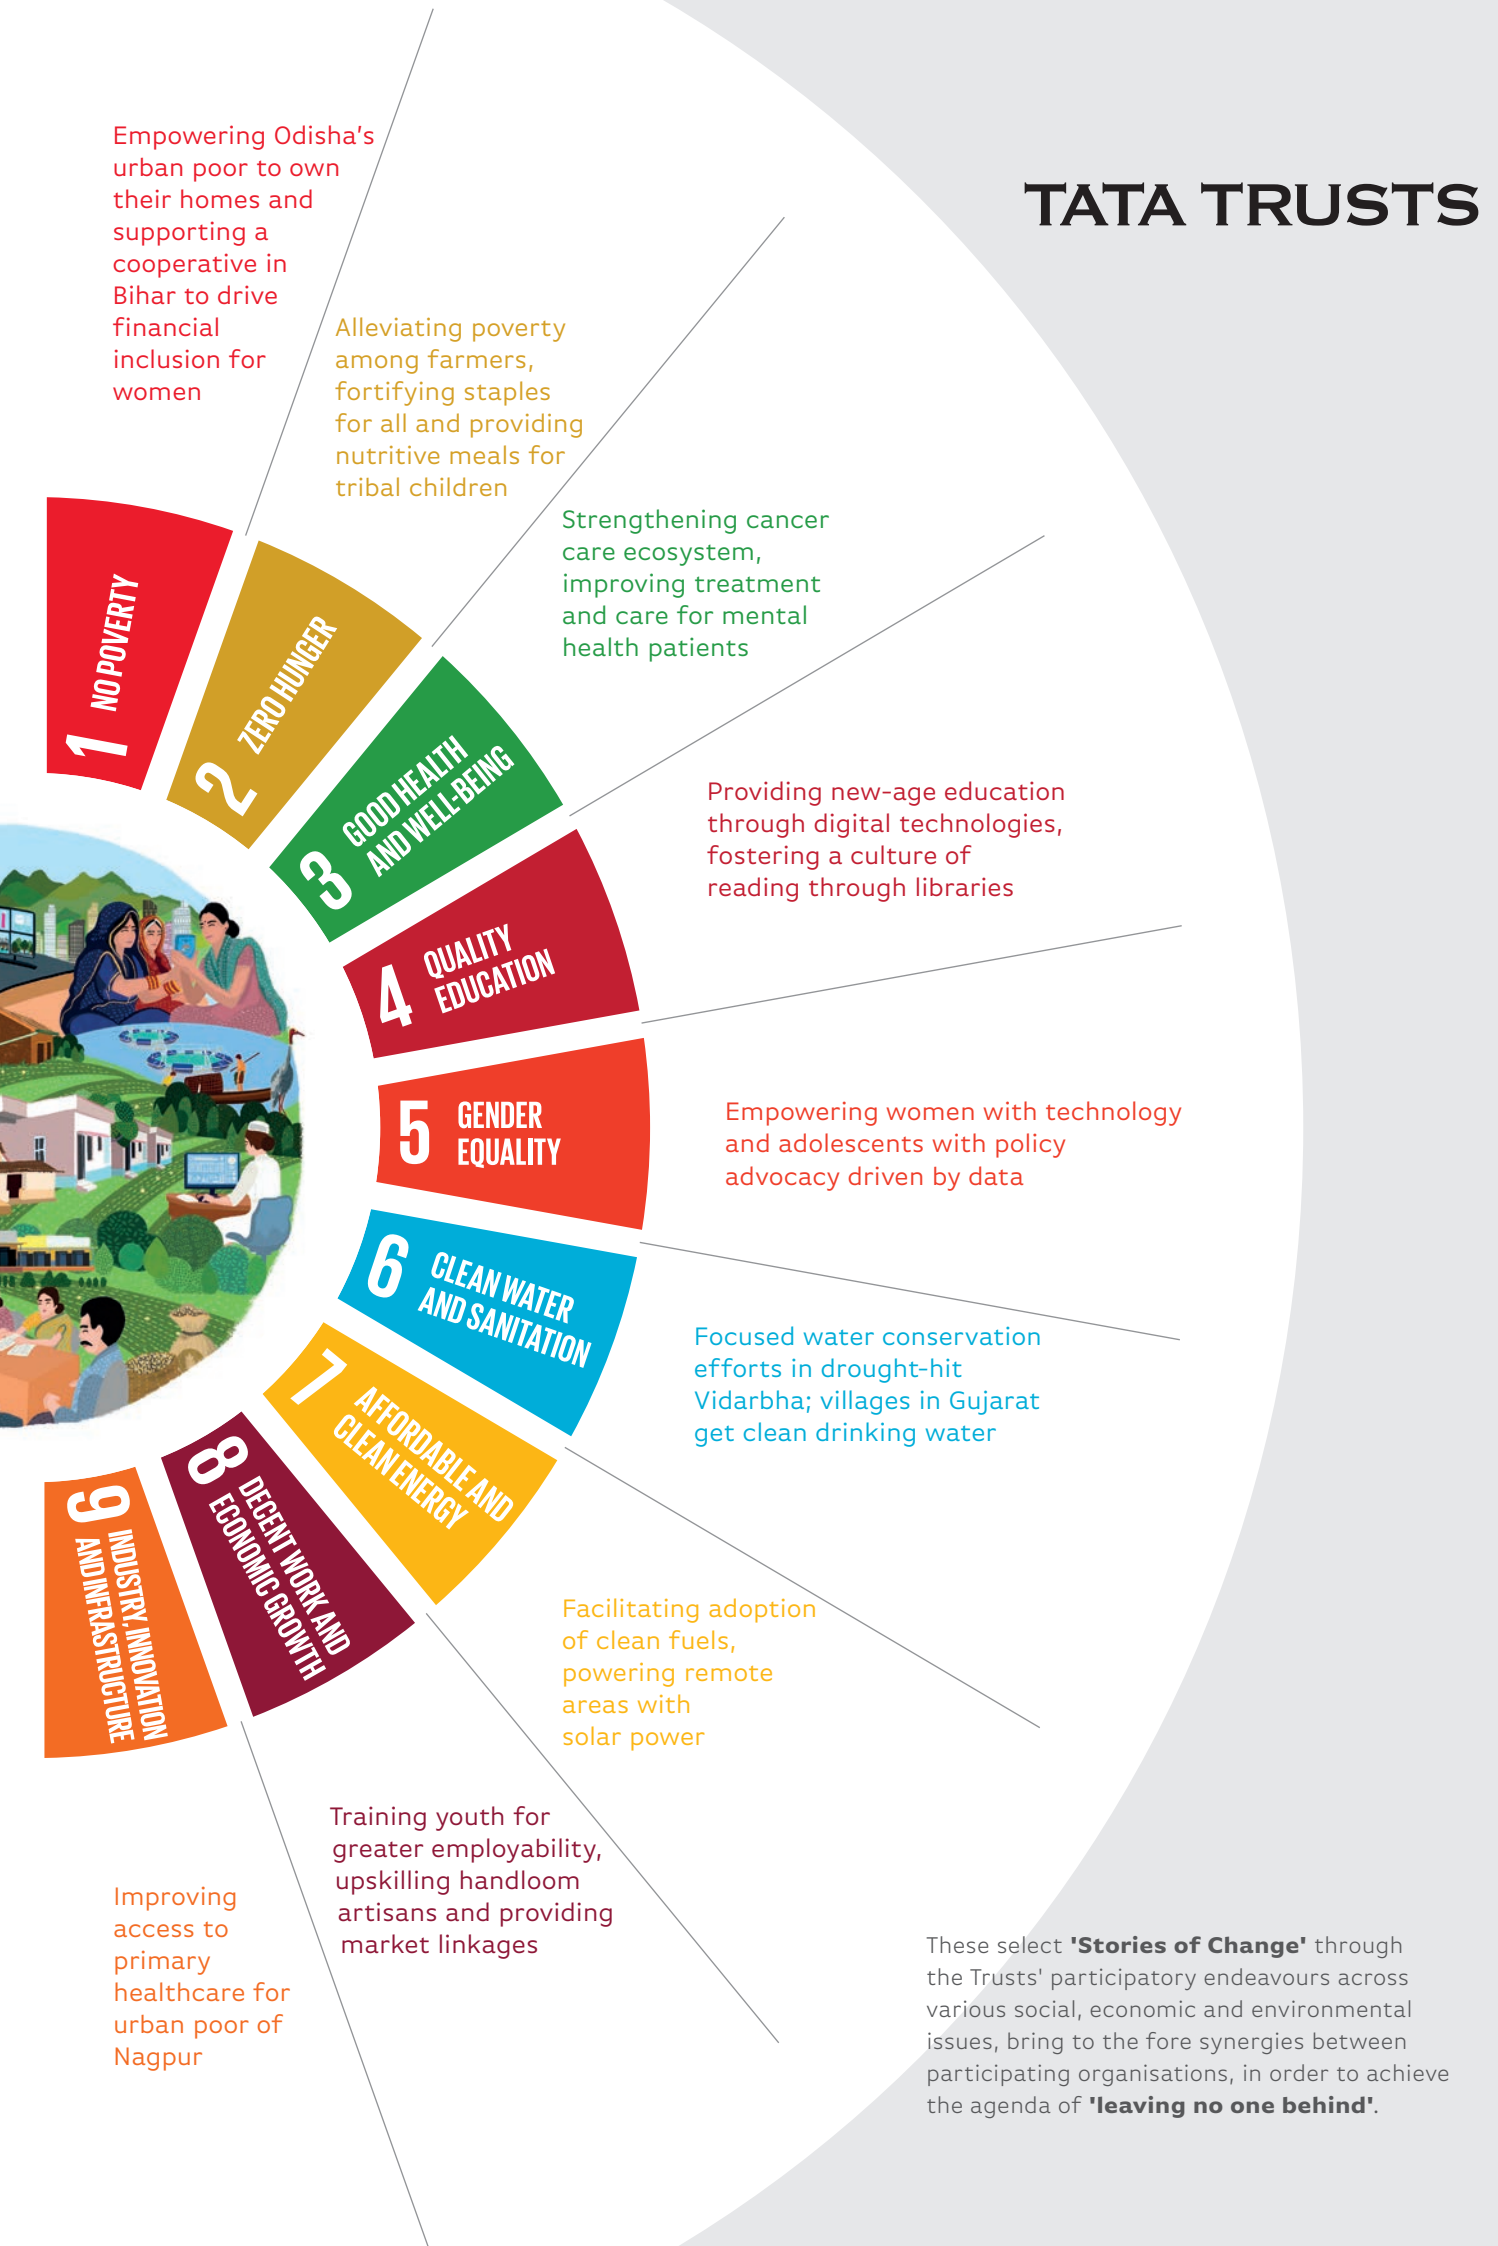 TATA TRUSTS
Empowering Odisha's
urban poor to own
their homes and
supporting a
cooperative in
Bihar to drive
financial
inclusion for
women
1 NO POVERTY
Alleviating poverty
among farmers,
fortifying staples
for all and providing
nutritive meals for
tribal children
2 ZERO HUNGER
Strengthening cancer
care ecosystem,
improving treatment
and care for mental
health patients
3 GOOD HEALTH
AND WELL-BEING
Providing new-age education
through digital technologies,
fostering a culture of
reading through libraries
4 QUALITY
EDUCATION
Empowering women with technology
and adolescents with policy
advocacy driven by data
5 GENDER
EQUALITY
6 CLEAN WATER
AND SANITATION
Focused water conservation
efforts in drought-hit
Vidarbha; villages in Gujarat
get clean drinking water
7 AFFORDABLE AND
CLEAN ENERGY
Facilitating adoption
of clean fuels,
powering remote
areas with
solar power
8 DECENT WORK AND
ECONOMIC GROWTH
Training youth for
greater employability,
upskilling handloom
artisans and providing
market linkages
9 INDUSTRY, INNOVATION
AND INFRASTRUCTURE
Improving
access to
primary
healthcare for
urban poor of
Nagpur
These select 'Stories of Change' through
the Trusts' participatory endeavours across
various social, economic and environmental
issues, bring to the fore synergies between
participating organisations, in order to achieve
the agenda of 'leaving no one behind'.